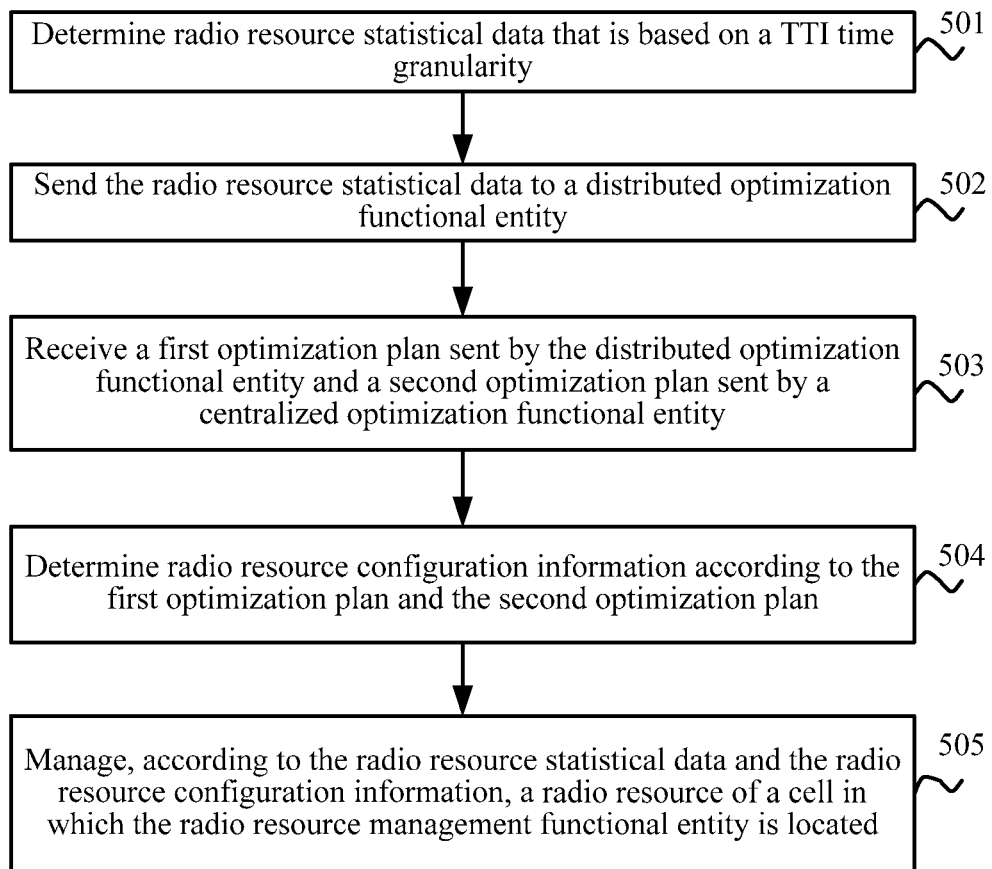 Determine radio resource statistical data that is based on a TTI time
granularity
501
Send the radio resource statistical data to a distributed optimization
functional entity
502
Receive a first optimization plan sent by the distributed optimization
functional entity and a second optimization plan sent by a
centralized optimization functional entity
503
Determine radio resource configuration information according to the
first optimization plan and the second optimization plan
504
Manage, according to the radio resource statistical data and the radio
resource configuration information, a radio resource of a cell in
which the radio resource management functional entity is located
505